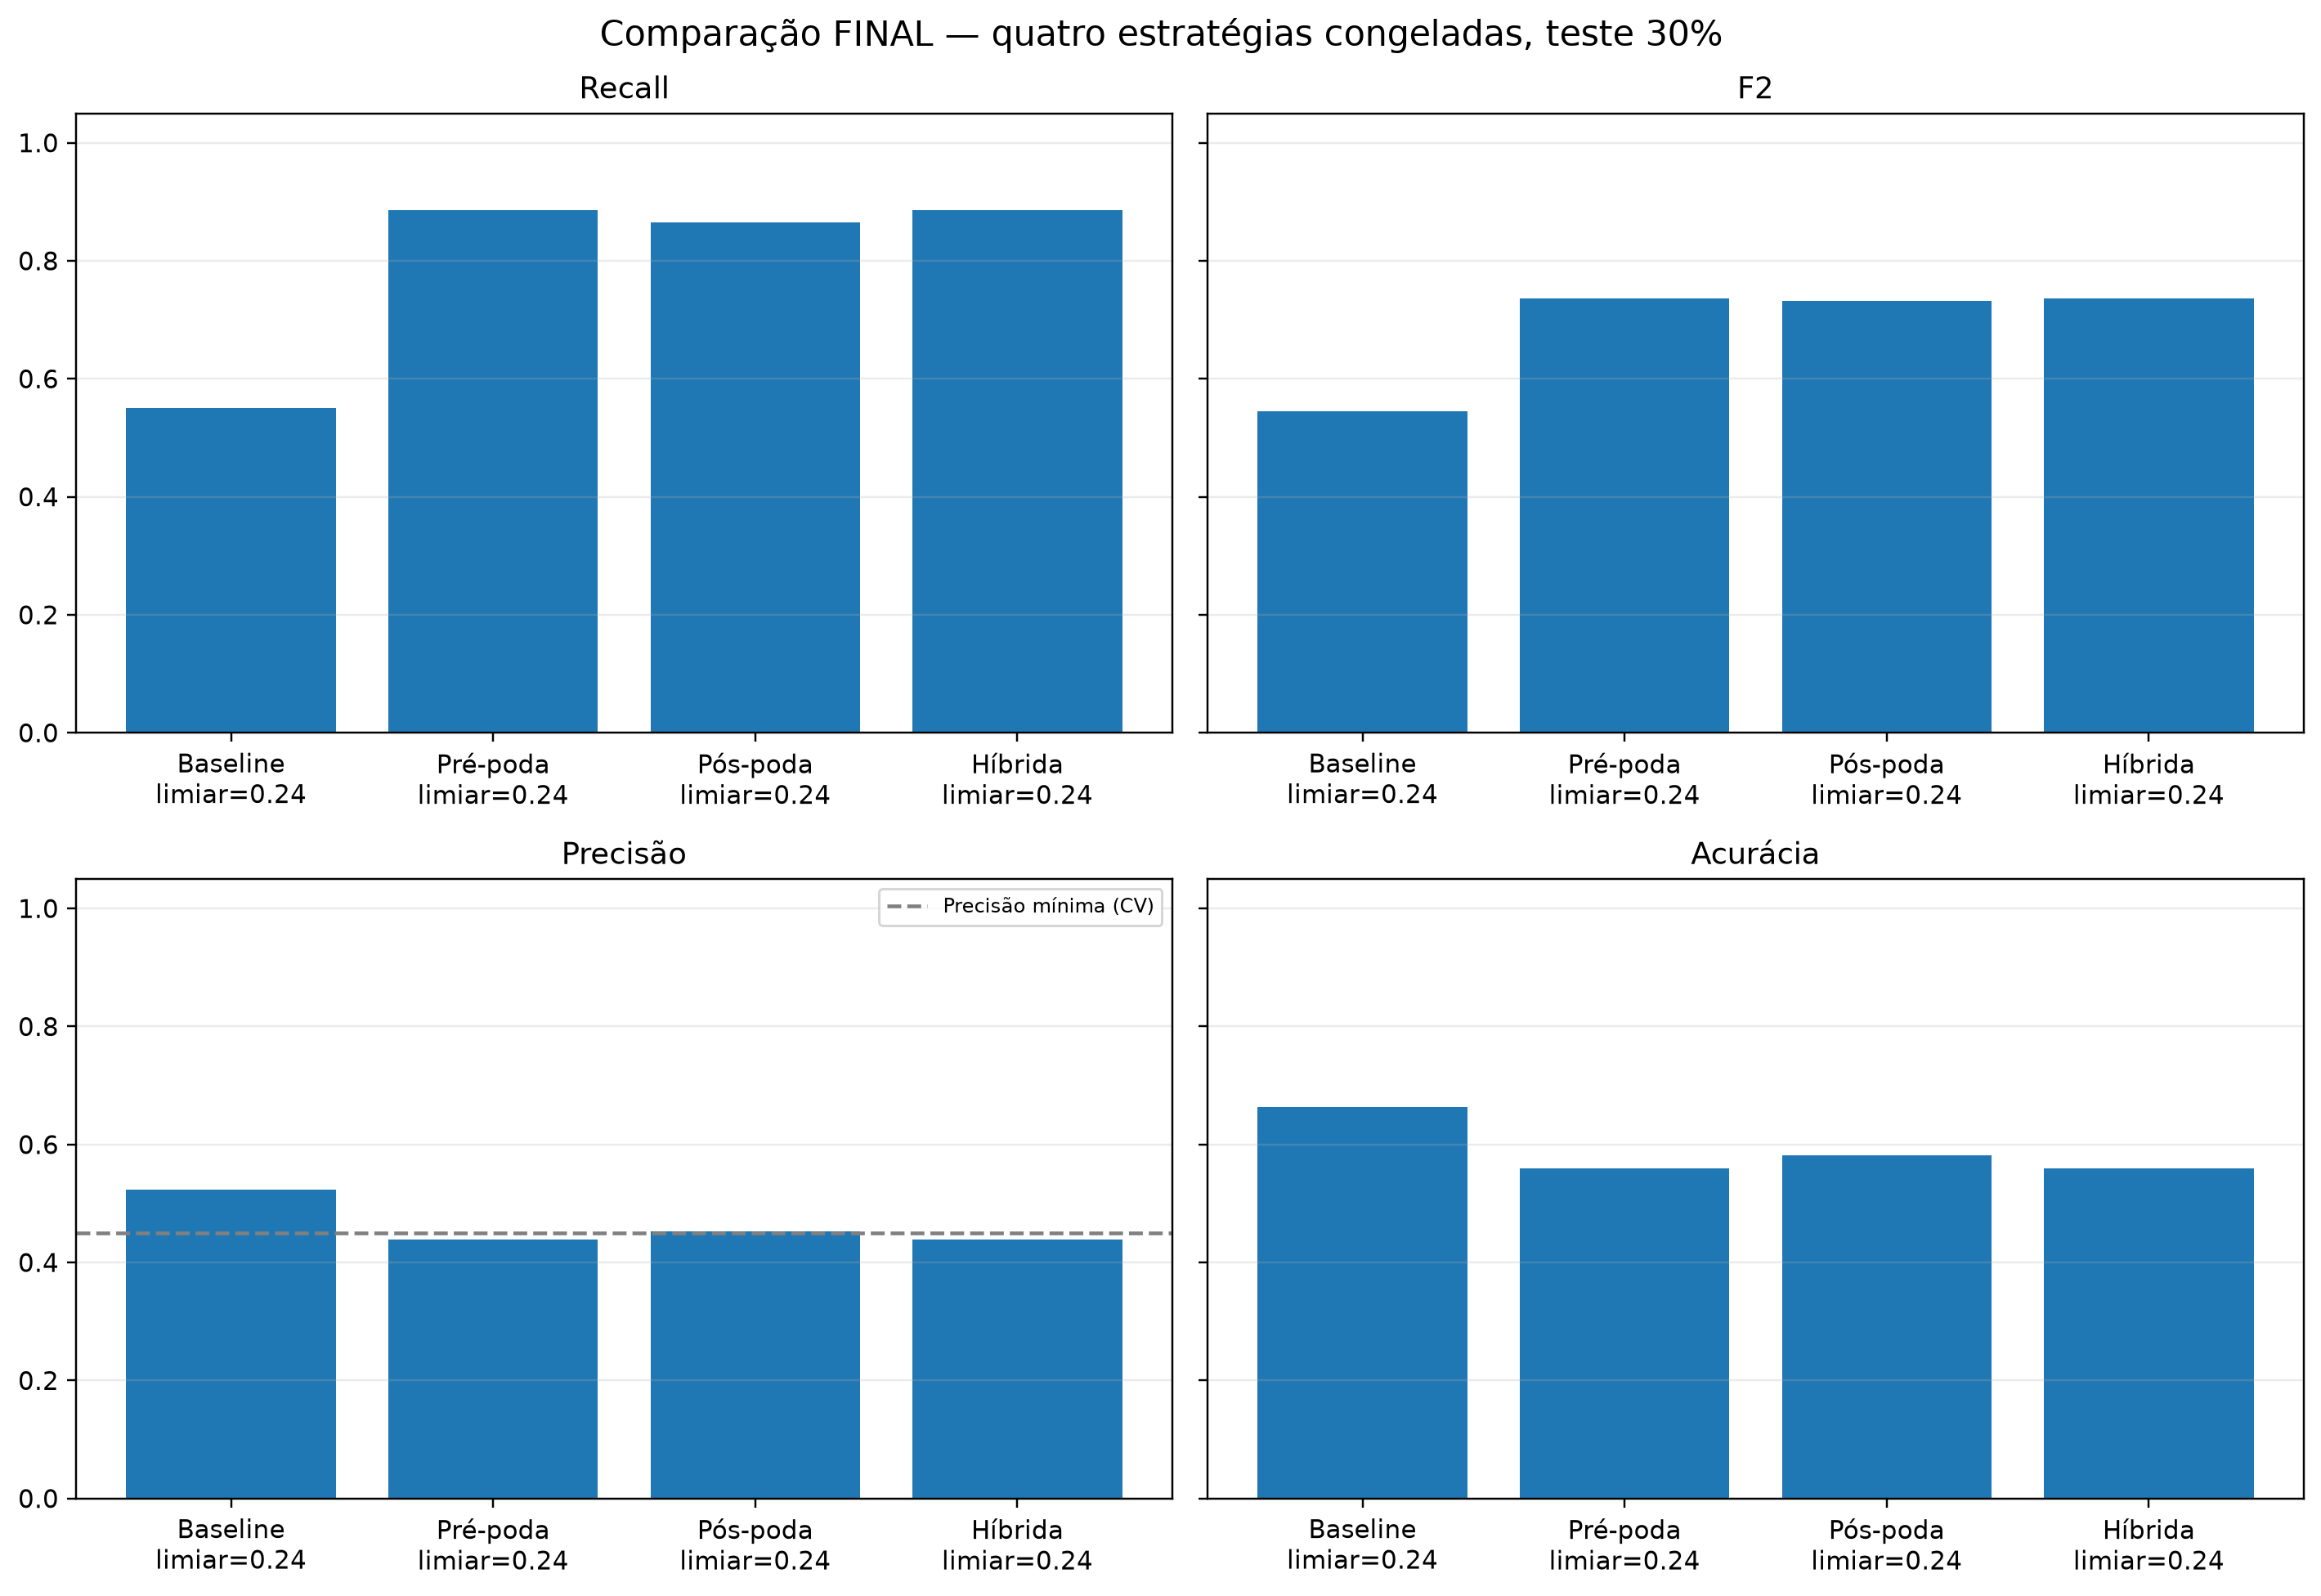 Comparação FINAL — quatro estratégias congeladas, teste 30%
Recall
1.0
0.8
0.6
0.4
0.2
0.0
Baseline
limiar=0.24
Pré-poda
limiar=0.24
Pós-poda
limiar=0.24
Híbrida
limiar=0.24
F2
Baseline
limiar=0.24
Pré-poda
limiar=0.24
Pós-poda
limiar=0.24
Híbrida
limiar=0.24
Precisão
Precisão mínima (CV)
1.0
0.8
0.6
0.4
0.2
0.0
Baseline
limiar=0.24
Pré-poda
limiar=0.24
Pós-poda
limiar=0.24
Híbrida
limiar=0.24
Acurácia
Baseline
limiar=0.24
Pré-poda
limiar=0.24
Pós-poda
limiar=0.24
Híbrida
limiar=0.24